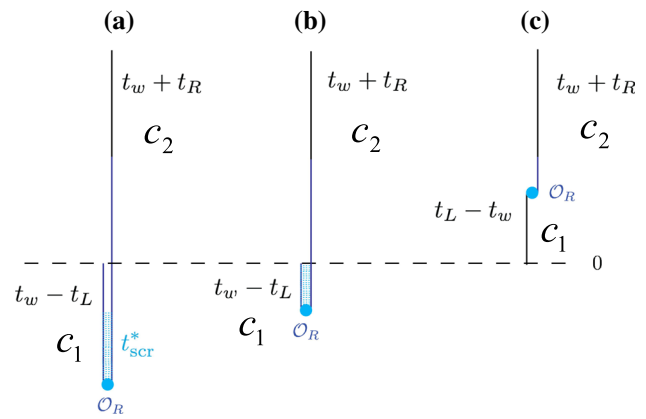 (a) (b) (c)
t_w + t_R t_w + t_R t_w + t_R
c_2 c_2 c_2
O_R
t_L − t_w
c_1
0
t_w − t_L t_w − t_L
c_1 t*_scr c_1 O_R
O_R